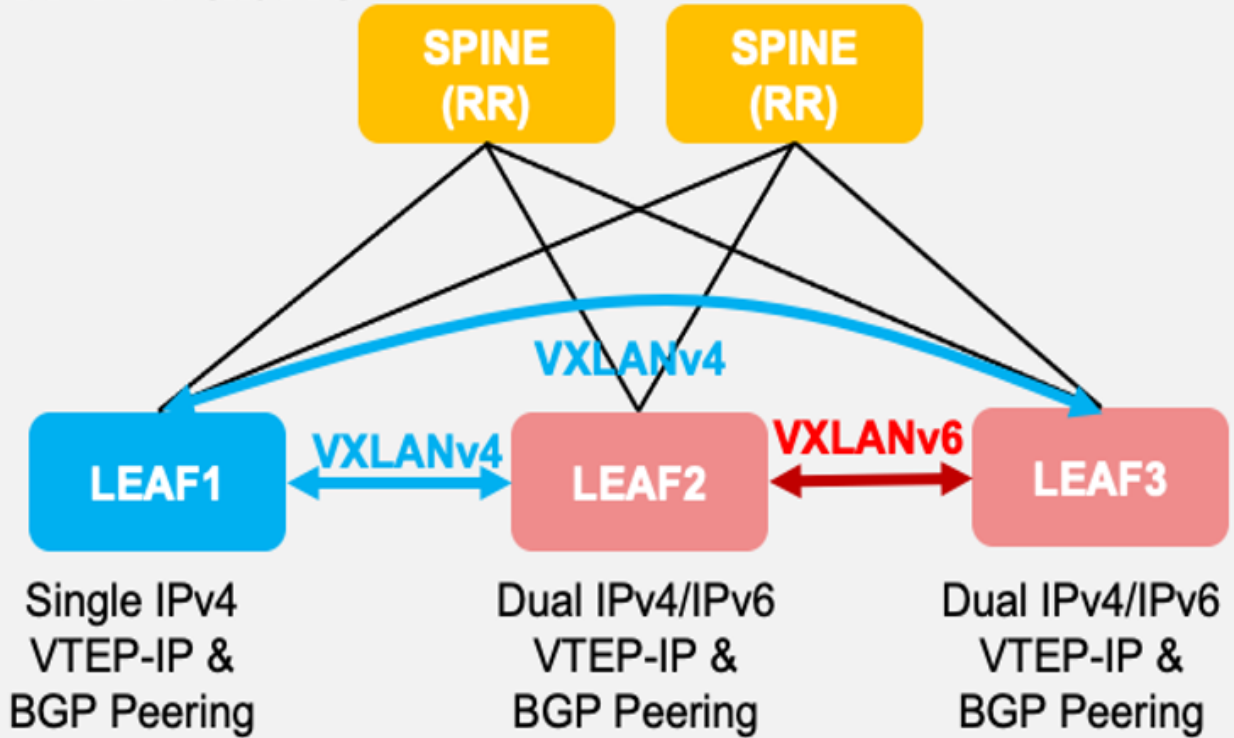 SPINE
(RR)
SPINE
(RR)
VXLANv4
VXLANv4
VXLANv6
LEAF1
LEAF2
LEAF3
Single IPv4
VTEP-IP &
BGP Peering
Dual IPv4/IPv6
VTEP-IP &
BGP Peering
Dual IPv4/IPv6
VTEP-IP &
BGP Peering